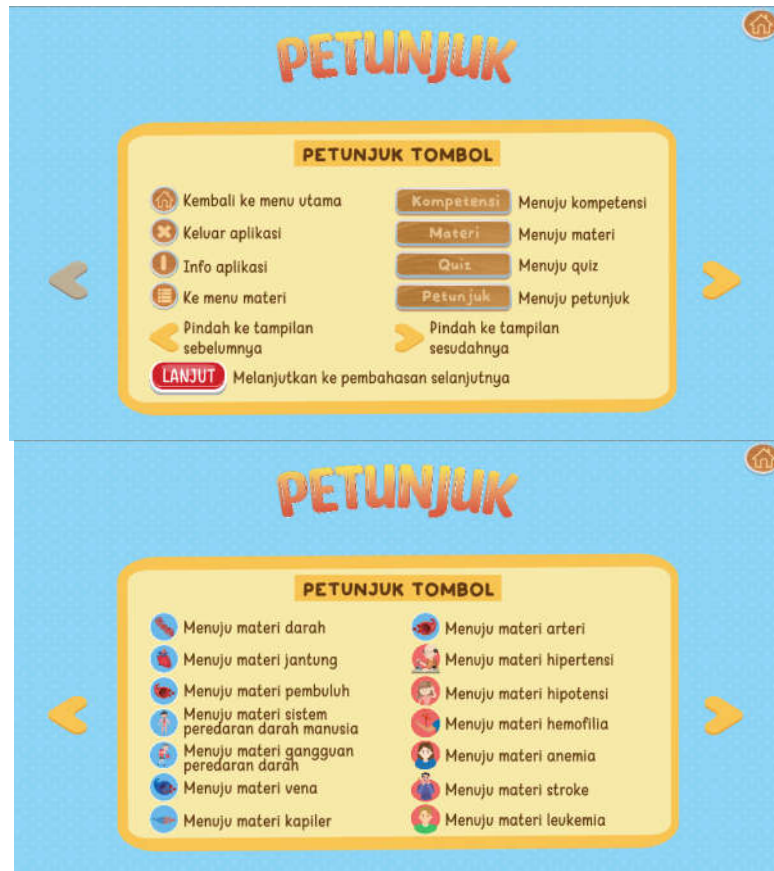 PETUNJUK
PETUNJUK TOMBOL
Kembali ke menu utama
Keluar aplikasi
Info aplikasi
Ke menu materi
Pindah ke tampilan
sebelumnya
Kompetensi Menuju kompetensi
Materi Menuju materi
Quiz Menuju quiz
Petunjuk Menuju petunjuk
Pindah ke tampilan
sesudahnya
LANJUT Melanjutkan ke pembahasan selanjutnya
PETUNJUK
PETUNJUK TOMBOL
Menuju materi darah
Menuju materi jantung
Menuju materi pembuluh
Menuju materi sistem
peredaran darah manusia
Menuju materi gangguan
peredaran darah
Menuju materi vena
Menuju materi kapiler
Menuju materi arteri
Menuju materi hipertensi
Menuju materi hipotensi
Menuju materi hemofilia
Menuju materi anemia
Menuju materi stroke
Menuju materi leukemia